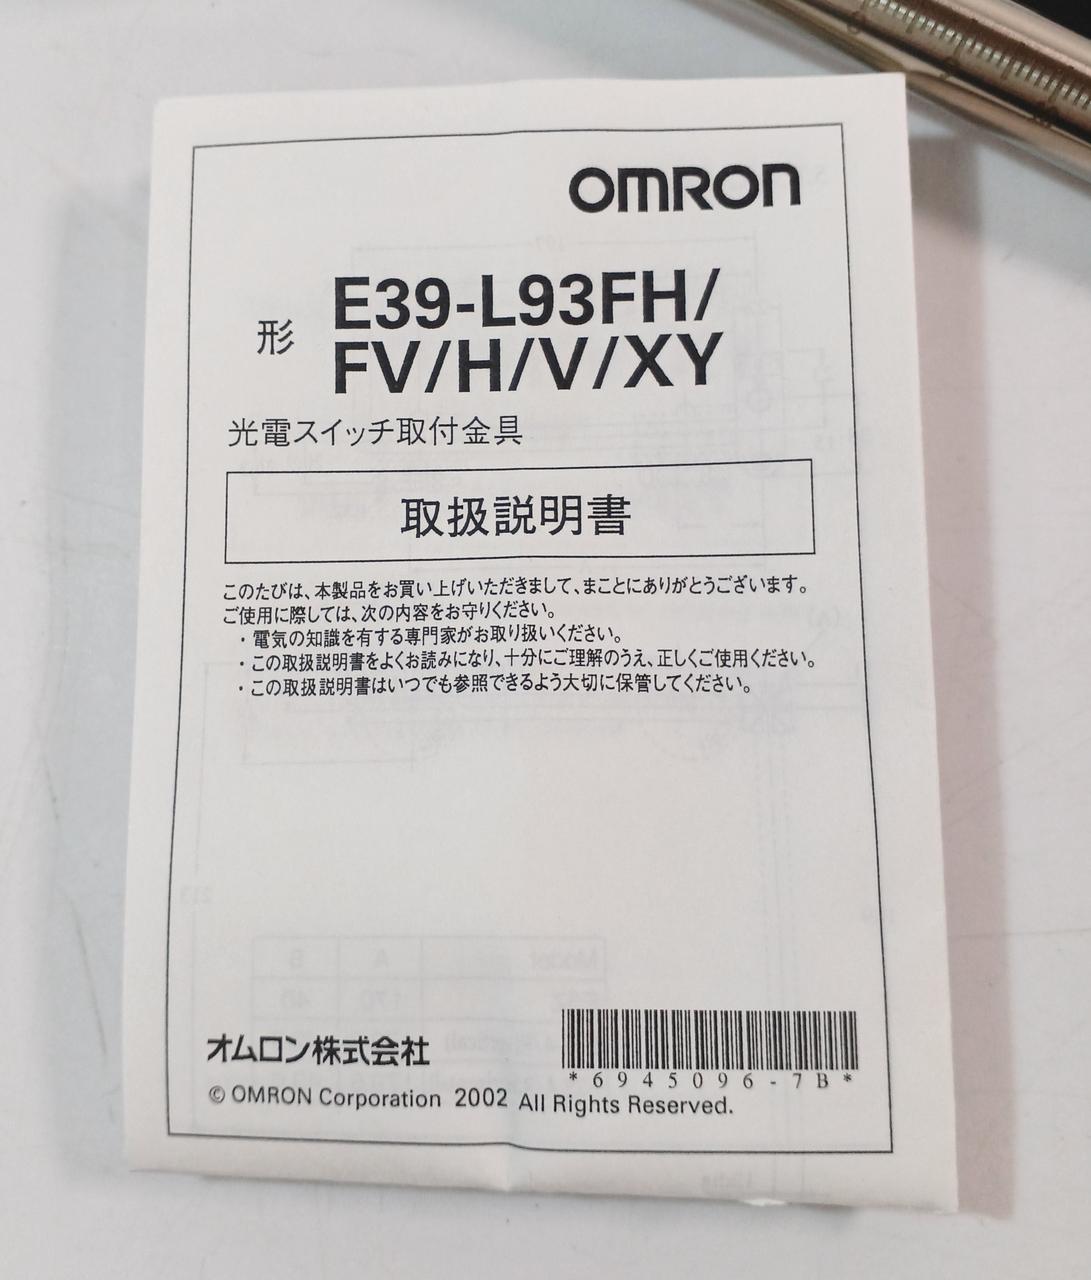 OMRON
形 E39-L93FH/
FV/H/V/XY
光電スイッチ取付金具
取扱説明書
このたびは、本製品をお買い上げいただきまして、まことにありがとうございます。
ご使用に際しては、次の内容をお守りください。
・電気の知識を有する専門家がお取り扱いください。
・この取扱説明書をよくお読みになり、十分にご理解のうえ、正しくご使用ください。
・この取扱説明書はいつでも参照できるよう大切に保管してください。
オムロン株式会社
*6945096-7B*
© OMRON Corporation 2002 All Rights Reserved.